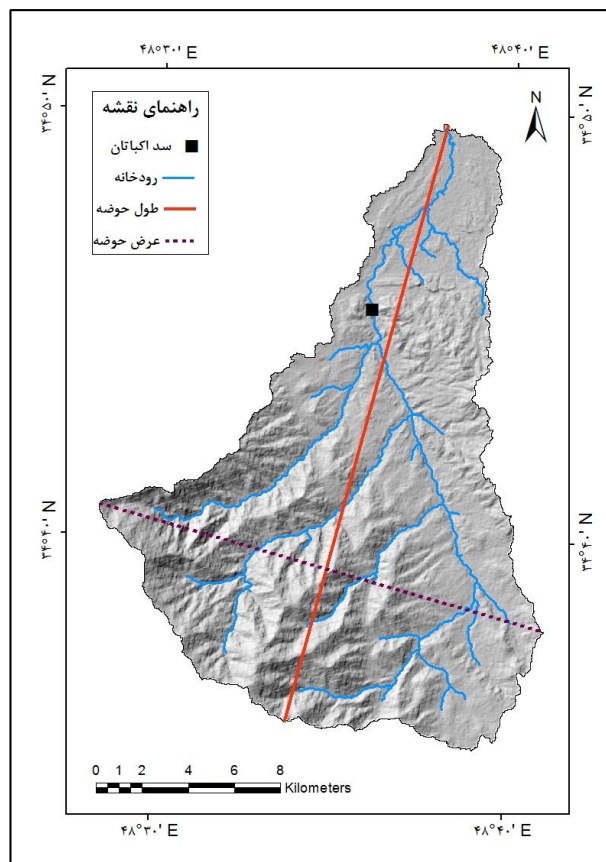 ۴۸°۳۰' E ۴۸°۴۰' E
۳۴°۵۰' N
۳۴°۵۰' N
راهنمای نقشه
سد اکباتان
رودخانه
طول حوضه
عرض حوضه
N
۳۴°۴۰' N
۳۴°۴۰' N
0 1 2 4 6 8
Kilometers
۴۸°۳۰' E ۴۸°۴۰' E